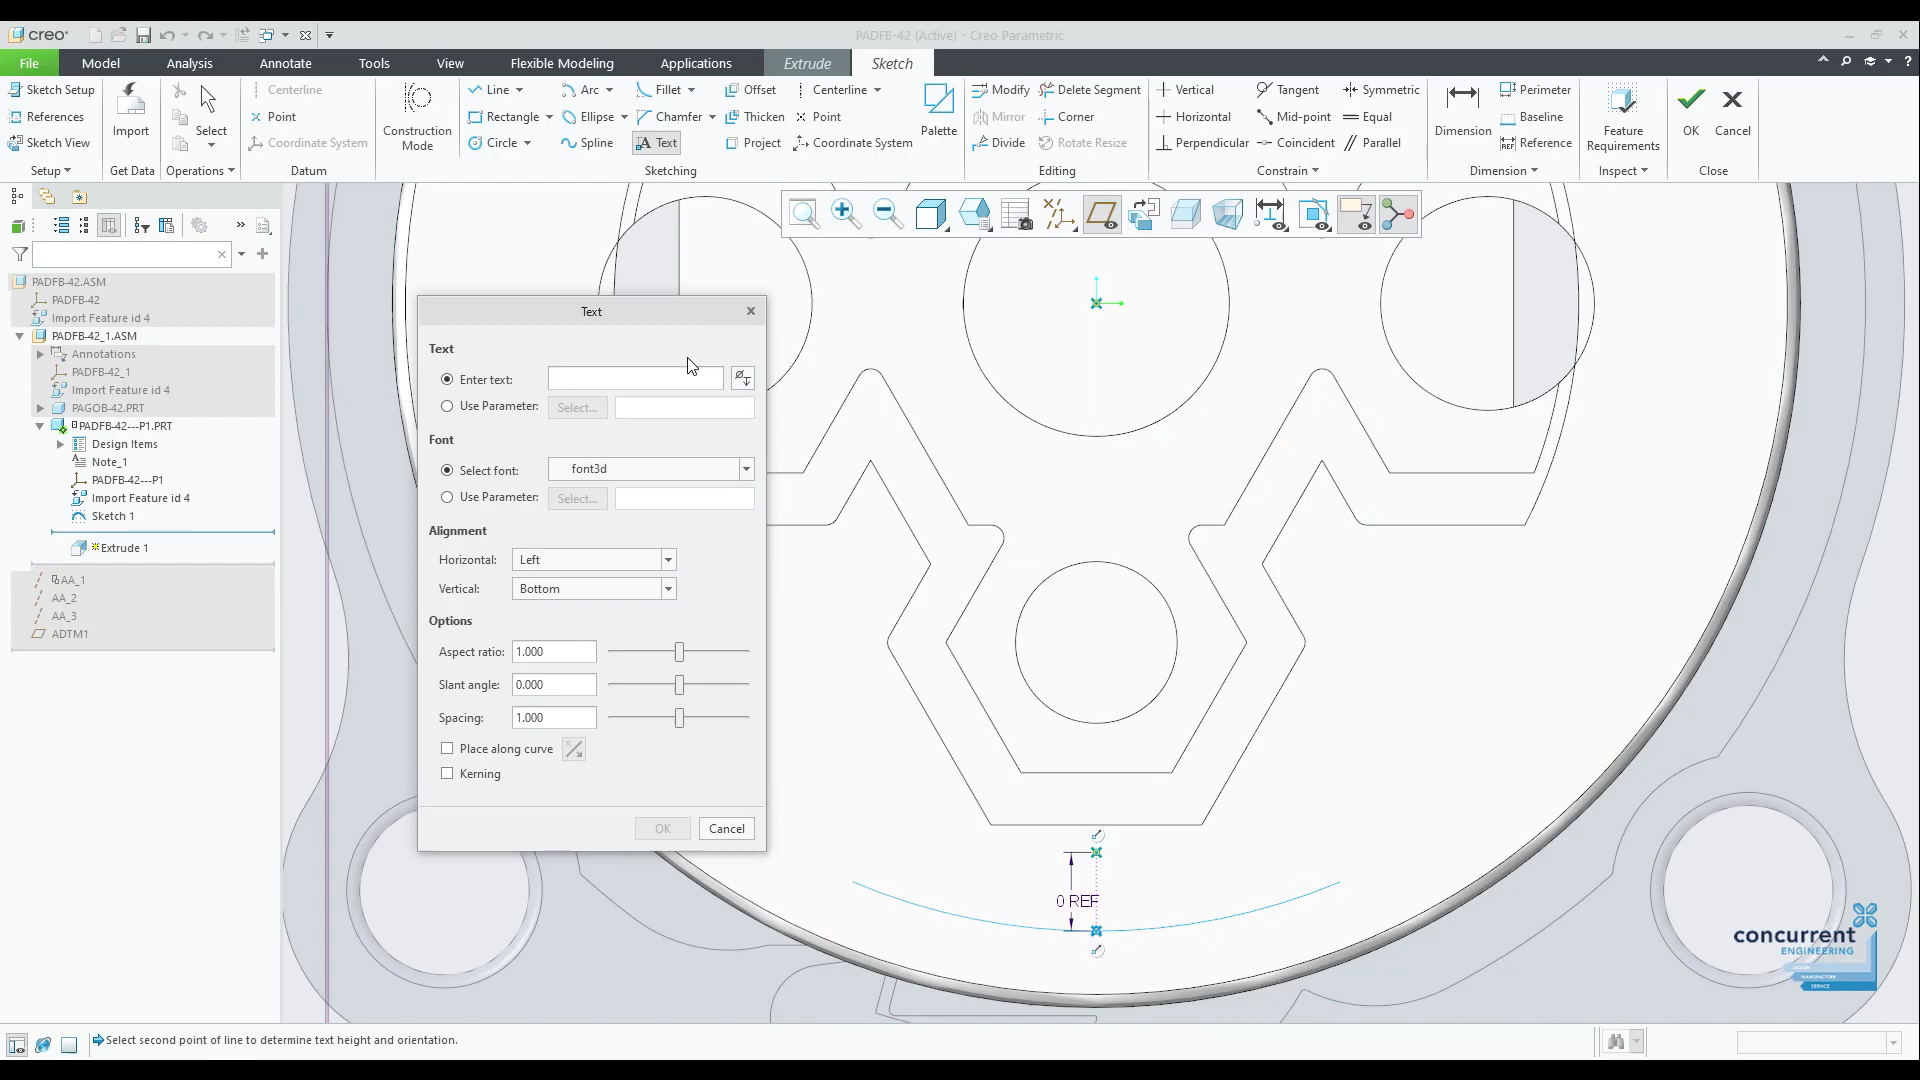 creo
PADFB-42 (Active) - Creo Parametric
File Model Analysis Annotate Tools View Flexible Modeling Applications Extrude Sketch
Sketch Setup
References
Sketch View
Setup
Import
Get Data
Select
Operations
Centerline
Point
Coordinate System
Datum
Construction
Mode
Line Arc Fillet Offset Centerline
Rectangle Ellipse Chamfer Thicken Point
Circle Spline Text Project Coordinate System
Palette
Sketching
Modify Delete Segment
Mirror Corner
Divide Rotate Resize
Editing
Vertical Tangent Symmetric
Horizontal Mid-point Equal
Perpendicular Coincident Parallel
Constrain
Dimension
Perimeter
Baseline
Reference
Dimension
Feature
Requirements
Inspect
OK
Cancel
Close
PADFB-42.ASM
PADFB-42
Import Feature id 4
PADFB-42_1.ASM
Annotations
PADFB-42_1
Import Feature id 4
PAGOB-42.PRT
PADFB-42---P1.PRT
Design Items
Note_1
PADFB-42---P1
Import Feature id 4
Sketch 1
Extrude 1
AA_1
AA_2
AA_3
ADTM1
Text
Text
Enter text:
Use Parameter: Select...
Font
Select font: font3d
Use Parameter: Select...
Alignment
Horizontal: Left
Vertical: Bottom
Options
Aspect ratio: 1.000
Slant angle: 0.000
Spacing: 1.000
Place along curve
Kerning
OK Cancel
0 REF
concurrent
ENGINEERING
MANUFACTURE
SERVICE
Select second point of line to determine text height and orientation.